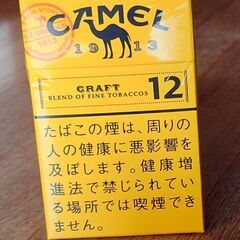 CAMEL
1913
CRAFT
BLEND OF FINE TOBACCOS
12
たばこの煙は、周りの
人の健康に悪影響を
及ぼします。健康増
進法で禁じられてい
る場所では喫煙でき
ません。